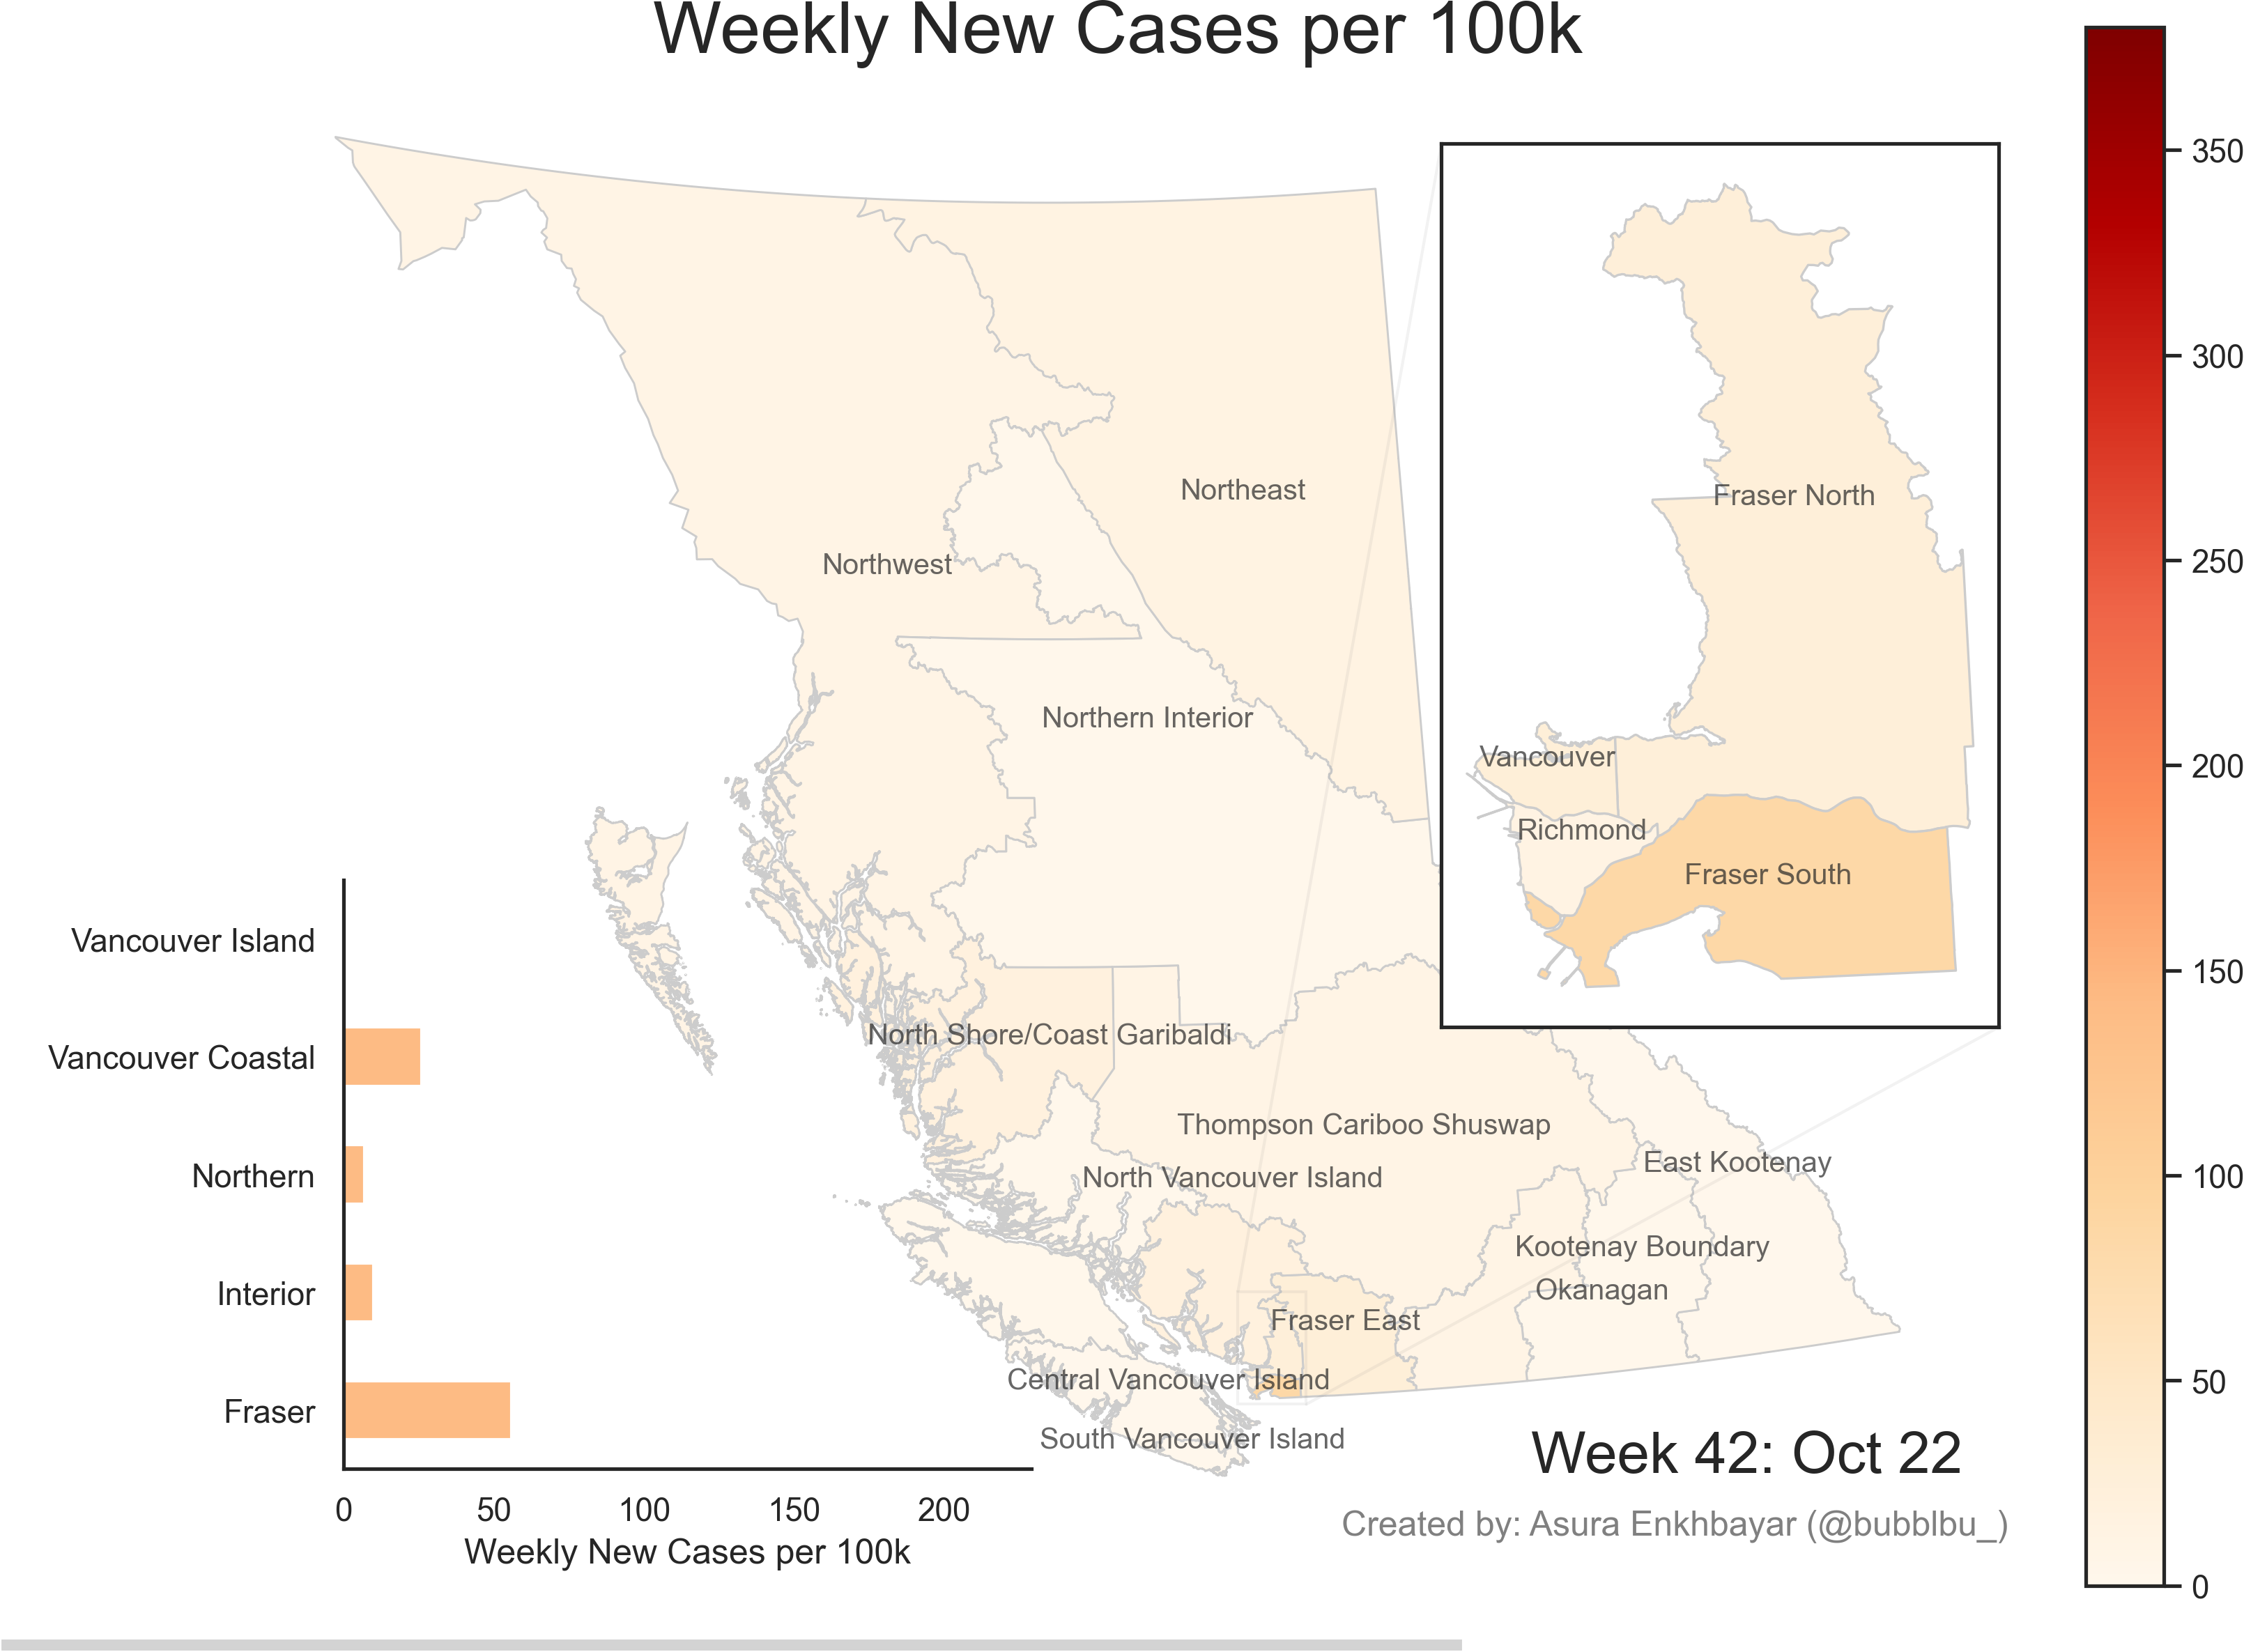 Weekly New Cases per 100k
350
300
250
200
150
100
50
0
Northeast
Northwest
Northern Interior
North Shore/Coast Garibaldi
Thompson Cariboo Shuswap
North Vancouver Island
East Kootenay
Kootenay Boundary
Okanagan
Fraser East
Central Vancouver Island
South Vancouver Island
Fraser North
Vancouver
Richmond
Fraser South
Vancouver Island
Vancouver Coastal
Northern
Interior
Fraser
0 50 100 150 200
Weekly New Cases per 100k
Week 42: Oct 22
Created by: Asura Enkhbayar (@bubblbu_)